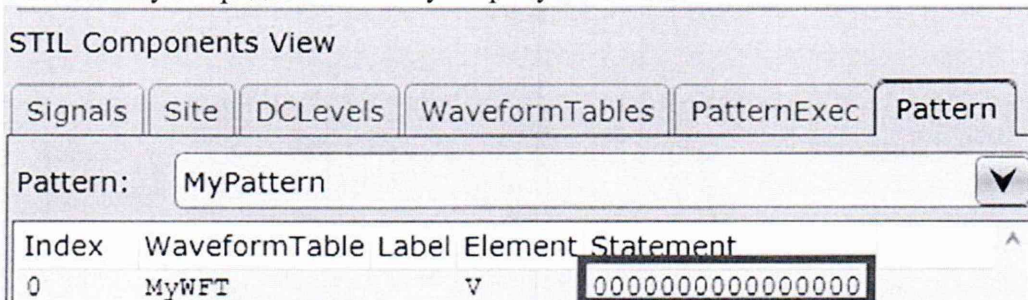 STIL Components View
Signals Site DCLevels WaveformTables PatternExec Pattern
Pattern: MyPattern
Index WaveformTable Label Element Statement
0 MyWFT V 0000000000000000